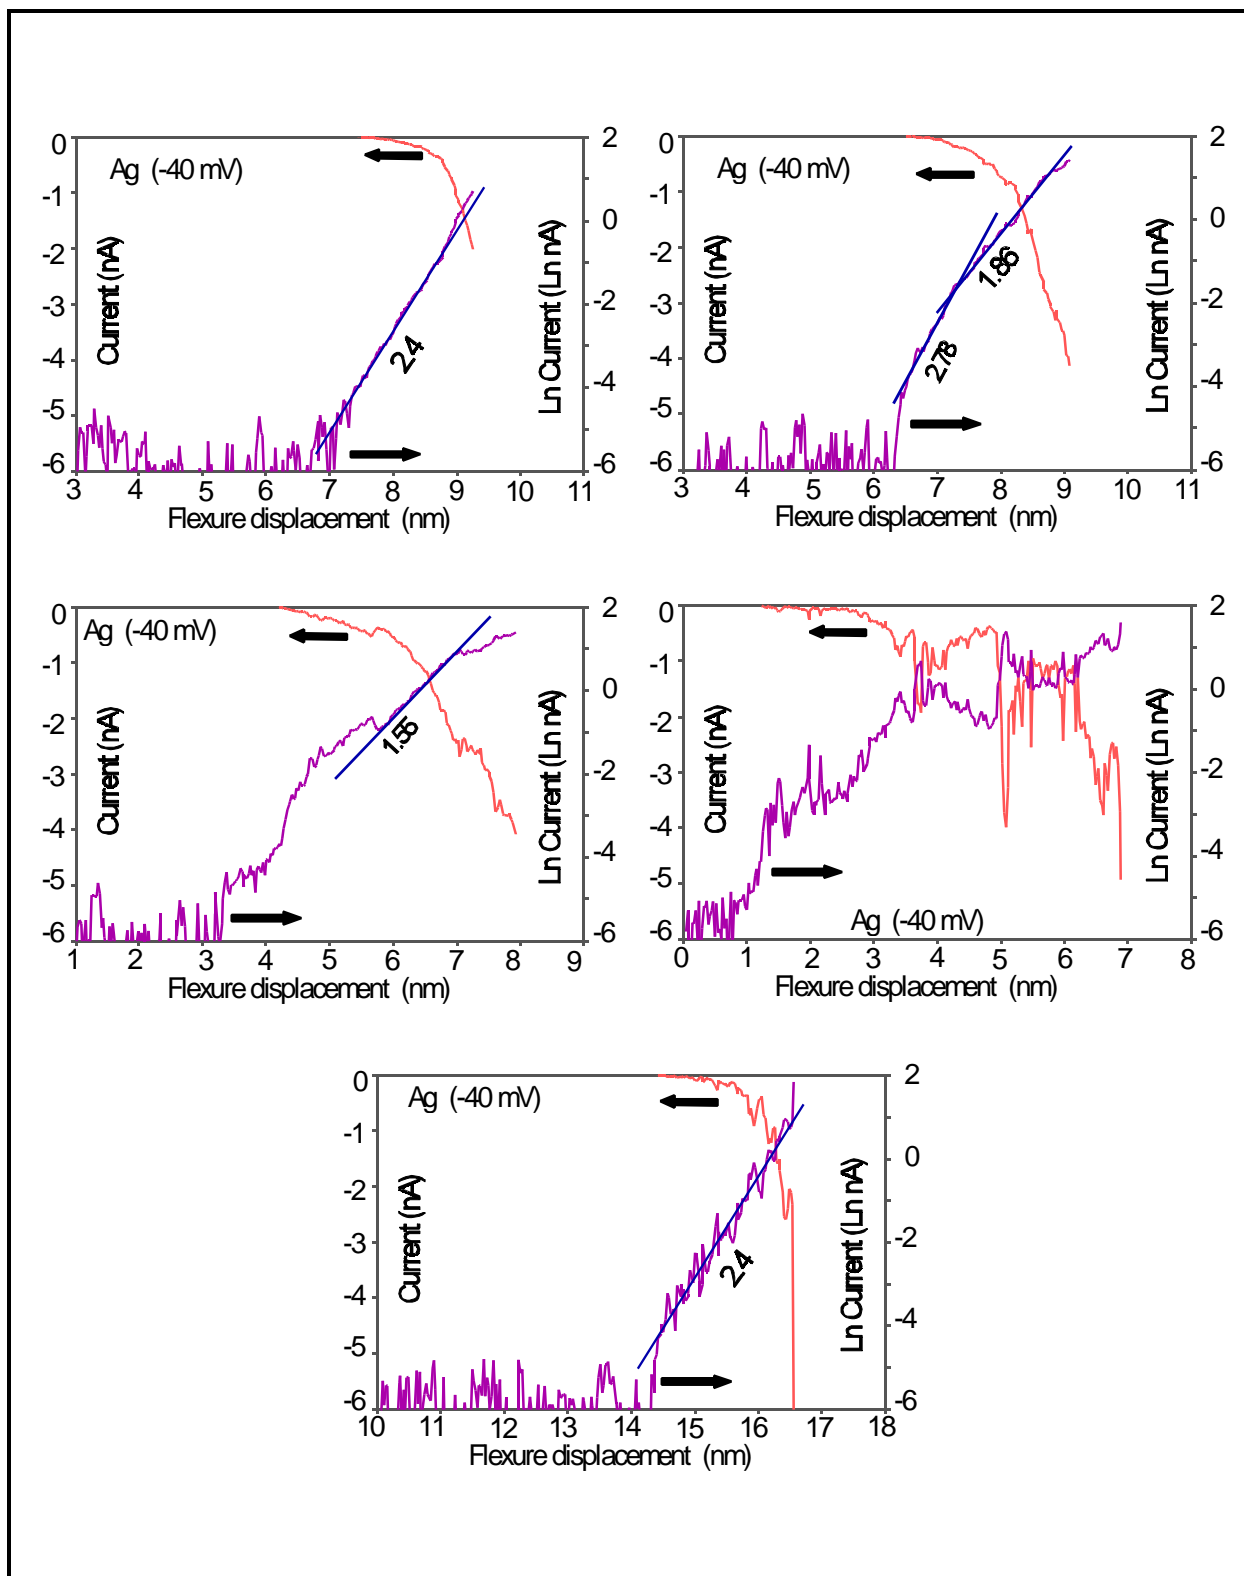 0
-1
-2
-3
-4
-5
-6
2
0
-2
-4
-6
Ag (-40 mV)
Current (nA)
Ln Current (Ln nA)
2.4
3 4 5 6 7 8 9 10 11
Flexure displacement (nm)
0
-1
-2
-3
-4
-5
-6
2
0
-2
-4
-6
Ag (-40 mV)
Current (nA)
Ln Current (Ln nA)
1.86
2.78
3 4 5 6 7 8 9 10 11
Flexure displacement (nm)
0
-1
-2
-3
-4
-5
-6
2
0
-2
-4
-6
Ag (-40 mV)
Current (nA)
Ln Current (Ln nA)
1.55
1 2 3 4 5 6 7 8 9
Flexure displacement (nm)
0
-1
-2
-3
-4
-5
-6
2
0
-2
-4
-6
Current (nA)
Ln Current (Ln nA)
Ag (-40 mV)
0 1 2 3 4 5 6 7 8
Flexure displacement (nm)
0
-1
-2
-3
-4
-5
-6
2
0
-2
-4
-6
Ag (-40 mV)
Current (nA)
Ln Current (Ln nA)
2.4
10 11 12 13 14 15 16 17 18
Flexure displacement (nm)